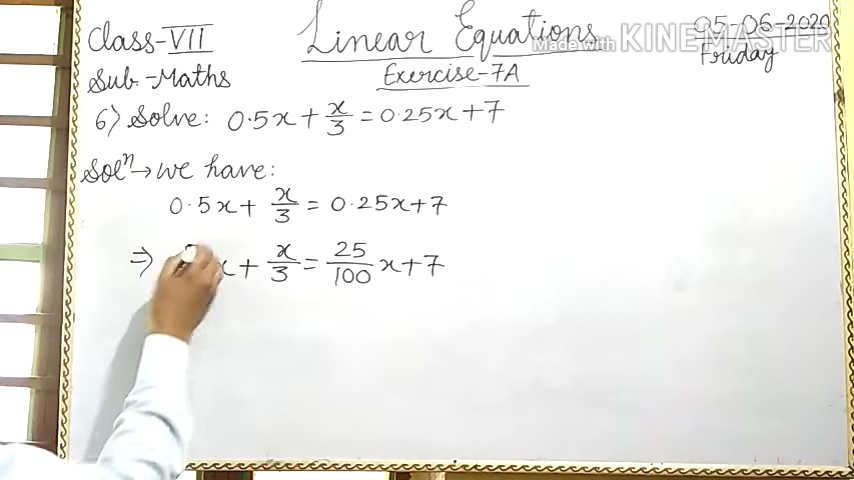 Class-VII
Linear Equations
05-06-2020
Made with KINEMASTER
Sub.-Maths
Exercise-7A
Friday
6) Solve: 0.5x + x/3 = 0.25x + 7
Solⁿ → we have:
0.5x + x/3 = 0.25x + 7
⇒ x + x/3 = 25/100 x + 7